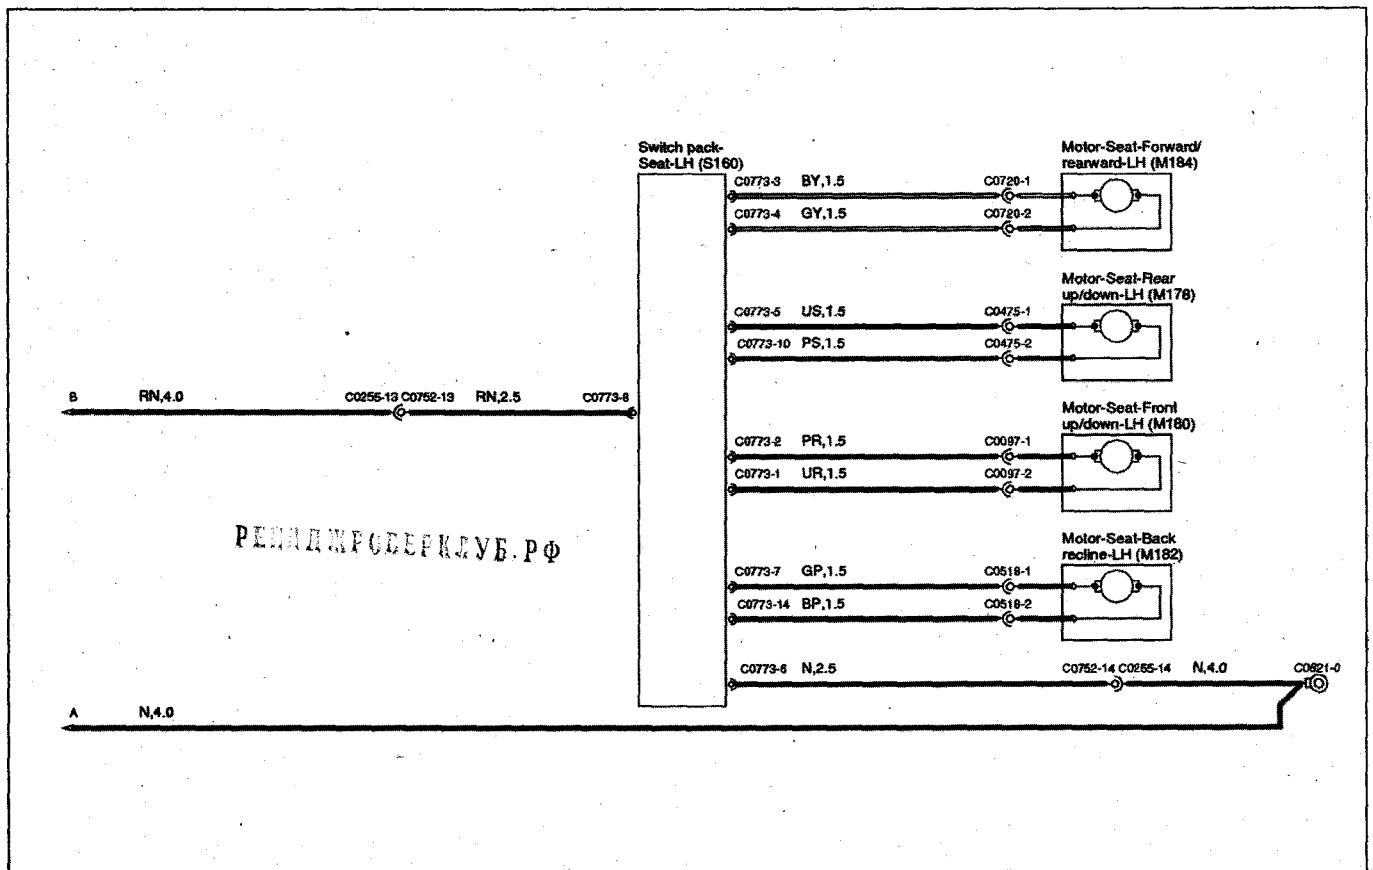 Switch pack-
Seat-LH (S160)
Motor-Seat-Forward/
rearward-LH (M184)
C0773-3 BY,1.5 C0720-1
C0773-4 GY,1.5 C0720-2
Motor-Seat-Rear
up/down-LH (M178)
C0773-5 US,1.5 C0475-1
C0773-10 PS,1.5 C0475-2
B RN,4.0 C0255-13 C0752-13 RN,2.5 C0773-8
Motor-Seat-Front
up/down-LH (M180)
C0773-2 PR,1.5 C0097-1
C0773-1 UR,1.5 C0097-2
РЕНДЖРОВЕРКЛУБ.РФ
Motor-Seat-Back
recline-LH (M182)
C0773-7 GP,1.5 C0518-1
C0773-14 BP,1.5 C0518-2
C0773-6 N,2.5 C0752-14 C0255-14 N,4.0 C0621-0
A N,4.0